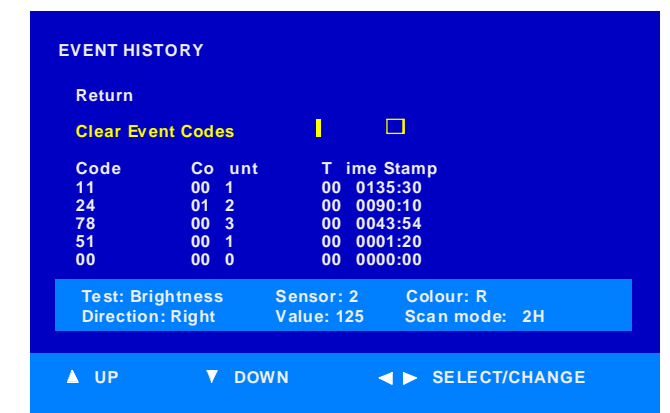 EVENT HISTORY
Return
Clear Event Codes
Code Co unt T ime Stamp
11 00 1 00 0135:30
24 01 2 00 0090:10
78 00 3 00 0043:54
51 00 1 00 0001:20
00 00 0 00 0000:00
Test: Brightness Sensor: 2 Colour: R
Direction: Right Value: 125 Scan mode: 2H
▲ UP ▼ DOWN ◀ ▶ SELECT/CHANGE